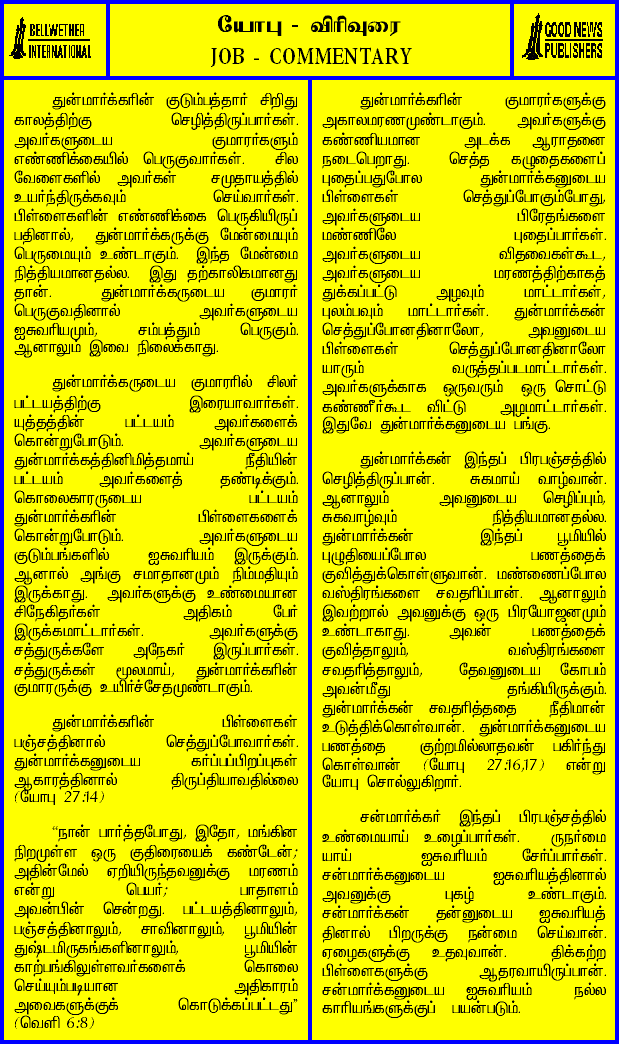 BELLWETHER
INTERNATIONAL
யோபு - விரிவுரை
JOB - COMMENTARY
GOOD NEWS
PUBLISHERS
துன்மார்க்கரின் குடும்பத்தார் சிறிது
காலத்திற்கு செழித்திருப்பார்கள்.
அவர்களுடைய குமாரர்களும்
எண்ணிக்கையில் பெருகுவார்கள். சில
வேளைகளில் அவர்கள் சமுதாயத்தில்
உயர்ந்திருக்கவும் செய்வார்கள்.
பிள்ளைகளின் எண்ணிக்கை பெருகியிருப்
பதினால், துன்மார்க்கருக்கு மேன்மையும்
பெருமையும் உண்டாகும். இந்த மேன்மை
நித்தியமானதல்ல. இது தற்காலிகமானது
தான். துன்மார்க்கருடைய குமாரர்
பெருகுவதினால் அவர்களுடைய
ஐசுவரியமும், சம்பத்தும் பெருகும்.
ஆனாலும் இவை நிலைக்காது.
துன்மார்க்கருடைய குமாரரில் சிலர்
பட்டயத்திற்கு இரையாவார்கள்.
யுத்தத்தின் பட்டயம் அவர்களைக்
கொன்றுபோடும். அவர்களுடைய
துன்மார்க்கத்தினிமித்தமாய் நீதியின்
பட்டயம் அவர்களைத் தண்டிக்கும்.
கொலைகாரருடைய பட்டயம்
துன்மார்க்கரின் பிள்ளைகளைக்
கொன்றுபோடும். அவர்களுடைய
குடும்பங்களில் ஐசுவரியம் இருக்கும்.
ஆனால் அங்கு சமாதானமும் நிம்மதியும்
இருக்காது. அவர்களுக்கு உண்மையான
சிநேகிதர்கள் அதிகம் பேர்
இருக்கமாட்டார்கள். அவர்களுக்கு
சத்துருக்களே அநேகர் இருப்பார்கள்.
சத்துருக்கள் மூலமாய், துன்மார்க்கரின்
குமாரருக்கு உயிர்ச்சேதமுண்டாகும்.
துன்மார்க்கரின் பிள்ளைகள்
பஞ்சத்தினால் செத்துப்போவார்கள்.
துன்மார்க்கனுடைய கர்ப்பப்பிறப்புகள்
ஆகாரத்தினால் திருப்தியாவதில்லை
(யோபு 27:14)
"நான் பார்த்தபோது, இதோ, மங்கின
நிறமுள்ள ஒரு குதிரையைக் கண்டேன்;
அதின்மேல் ஏறியிருந்தவனுக்கு மரணம்
என்று பெயர்; பாதாளம்
அவன்பின் சென்றது. பட்டயத்தினாலும்,
பஞ்சத்தினாலும், சாவினாலும், பூமியின்
துஷ்டமிருகங்களினாலும், பூமியின்
காற்பங்கிலுள்ளவர்களைக் கொலை
செய்யும்படியான அதிகாரம்
அவைகளுக்குக் கொடுக்கப்பட்டது"
(வெளி 6:8)
துன்மார்க்கரின் குமாரர்களுக்கு
அகாலமரணமுண்டாகும். அவர்களுக்கு
கண்ணியமான அடக்க ஆராதனை
நடைபெறாது. செத்த கழுதைகளைப்
புதைப்பதுபோல துன்மார்க்கனுடைய
பிள்ளைகள் செத்துப்போகும்போது,
அவர்களுடைய பிரேதங்களை
மண்ணிலே புதைப்பார்கள்.
அவர்களுடைய விதவைகள்கூட,
அவர்களுடைய மரணத்திற்காகத்
துக்கப்பட்டு அழவும் மாட்டார்கள்,
புலம்பவும் மாட்டார்கள். துன்மார்க்கன்
செத்துப்போனதினாலோ, அவனுடைய
பிள்ளைகள் செத்துப்போனதினாலோ
யாரும் வருத்தப்படமாட்டார்கள்.
அவர்களுக்காக ஒருவரும் ஒரு சொட்டு
கண்ணீர்கூட விட்டு அழமாட்டார்கள்.
இதுவே துன்மார்க்கனுடைய பங்கு.
துன்மார்க்கன் இந்தப் பிரபஞ்சத்தில்
செழித்திருப்பான். சுகமாய் வாழ்வான்.
ஆனாலும் அவனுடைய செழிப்பும்,
சுகவாழ்வும் நித்தியமானதல்ல.
துன்மார்க்கன் இந்தப் பூமியில்
புழுதியைப்போல பணத்தைக்
குவித்துக்கொள்ளுவான். மண்ணைப்போல
வஸ்திரங்களை சவதரிப்பான். ஆனாலும்
இவற்றால் அவனுக்கு ஒரு பிரயோஜனமும்
உண்டாகாது. அவன் பணத்தைக்
குவித்தாலும், வஸ்திரங்களை
சவதரித்தாலும், தேவனுடைய கோபம்
அவன்மீது தங்கியிருக்கும்.
துன்மார்க்கன் சவதரித்ததை நீதிமான்
உடுத்திக்கொள்வான். துன்மார்க்கனுடைய
பணத்தை குற்றமில்லாதவன் பகிர்ந்து
கொள்வான் (யோபு 27:16,17) என்று
யோபு சொல்லுகிறார்.
சன்மார்க்கர் இந்தப் பிரபஞ்சத்தில்
உண்மையாய் உழைப்பார்கள். ருநர்மை
யாய் ஐசுவரியம் சேர்ப்பார்கள்.
சன்மார்க்கனுடைய ஐசுவரியத்தினால்
அவனுக்கு புகழ் உண்டாகும்.
சன்மார்க்கன் தன்னுடைய ஐசுவரியத்
தினால் பிறருக்கு நன்மை செய்வான்.
ஏழைகளுக்கு உதவுவான். திக்கற்ற
பிள்ளைகளுக்கு ஆதரவாயிருப்பான்.
சன்மார்க்கனுடைய ஐசுவரியம் நல்ல
காரியங்களுக்குப் பயன்படும்.